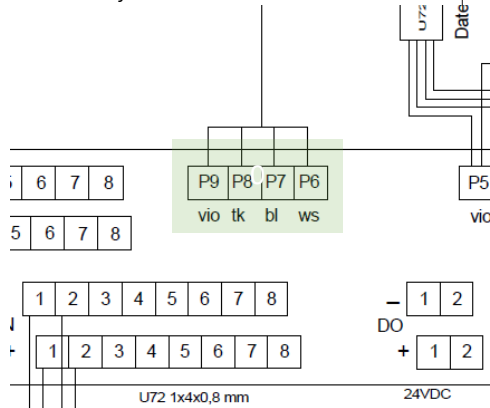 U72
Date
P9 P8 P7 P6
P5
vio tk bl ws
vio
6 7 8
5 6 7 8
1 2 3 4 5 6 7 8
1 2 3 4 5 6 7 8
– 1 2
DO
+ 1 2
+
U72 1x4x0,8 mm
24VDC